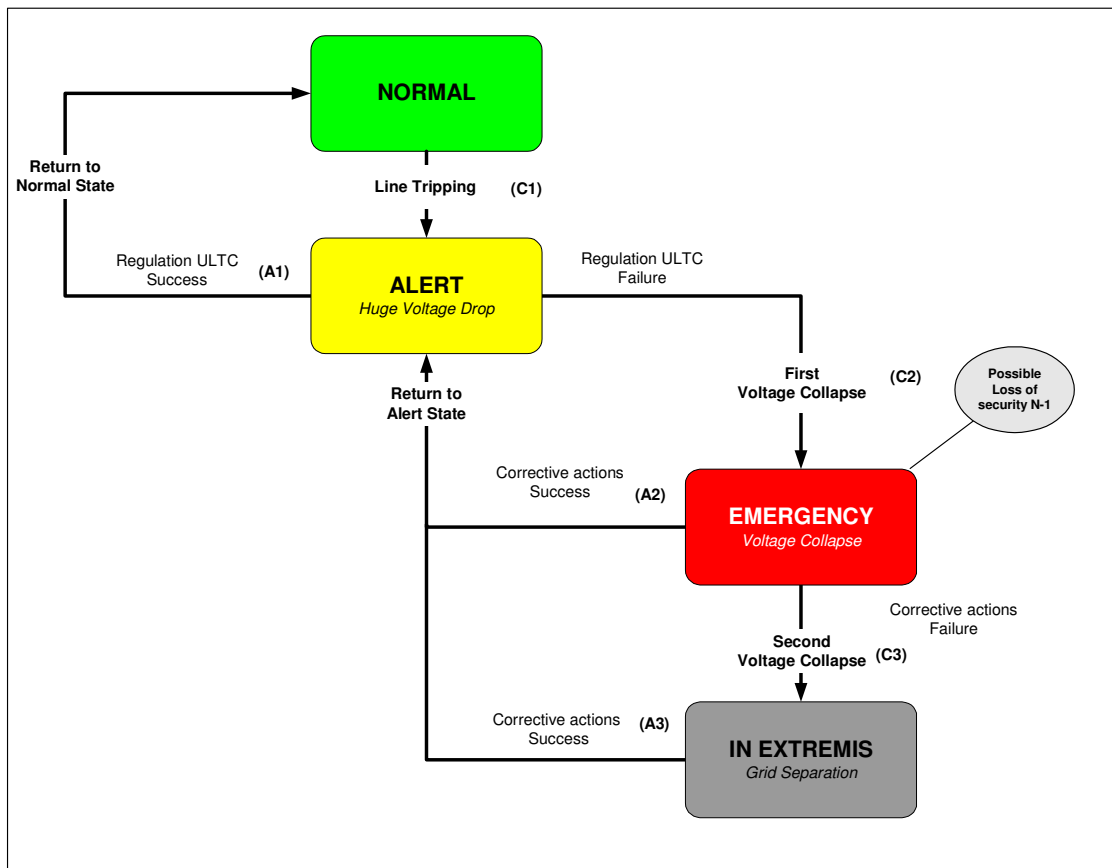 NORMAL
Return to
Normal State
Line Tripping
(C1)
Regulation ULTC
Success
(A1)
ALERT
Huge Voltage Drop
Regulation ULTC
Failure
Return to
Alert State
First
Voltage Collapse
(C2)
Possible
Loss of
security N-1
Corrective actions
Success
(A2)
EMERGENCY
Voltage Collapse
Corrective actions
Failure
Second
Voltage Collapse
(C3)
Corrective actions
Success
(A3)
IN EXTREMIS
Grid Separation